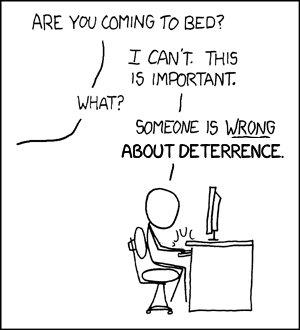 ARE YOU COMING TO BED?
I CAN'T. THIS
IS IMPORTANT.
WHAT?
SOMEONE IS WRONG
ABOUT DETERRENCE.